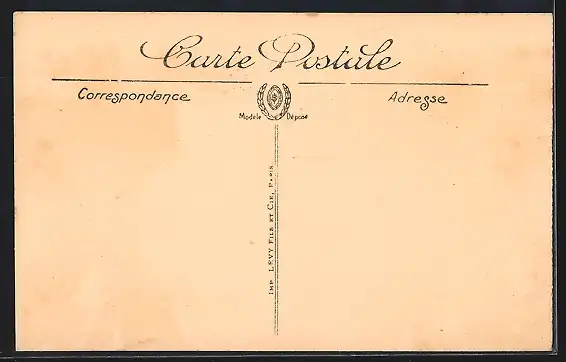 Carte Postale
Correspondance
Adresse
Modèle Déposé
IMP. LEVY FILS ET CIE, PARIS